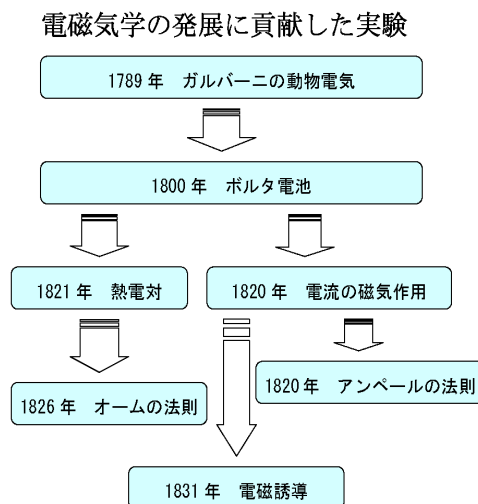 電磁気学の発展に貢献した実験
1789 年　ガルバーニの動物電気
1800 年　ボルタ電池
1821 年　熱電対
1820 年　電流の磁気作用
1820 年　アンペールの法則
1826 年　オームの法則
1831 年　電磁誘導